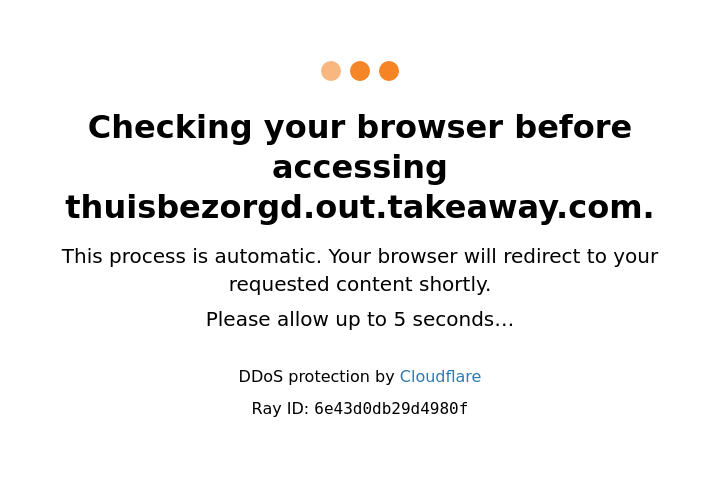 Checking your browser before
accessing
thuisbezorgd.out.takeaway.com.
This process is automatic. Your browser will redirect to your
requested content shortly.
Please allow up to 5 seconds…
DDoS protection by Cloudflare
Ray ID: 6e43d0db29d4980f